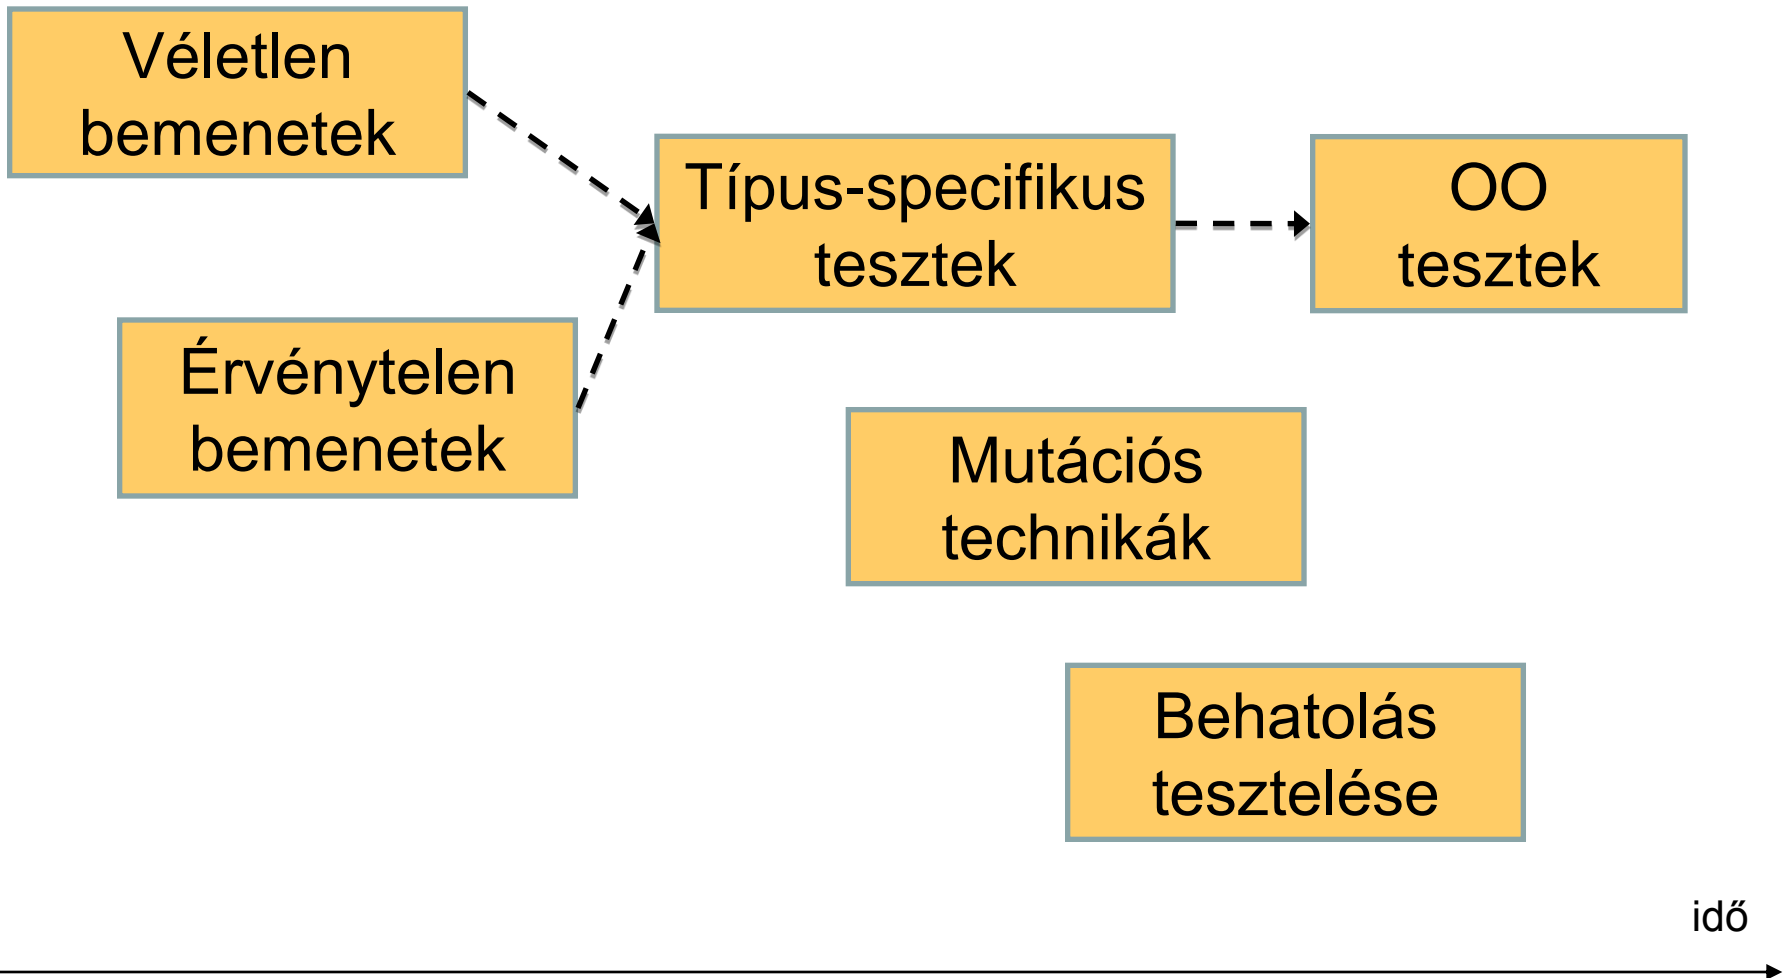 Véletlen
bemenetek
Típus-specifikus
tesztek
OO
tesztek
Érvénytelen
bemenetek
Mutációs
technikák
Behatolás
tesztelése
idő